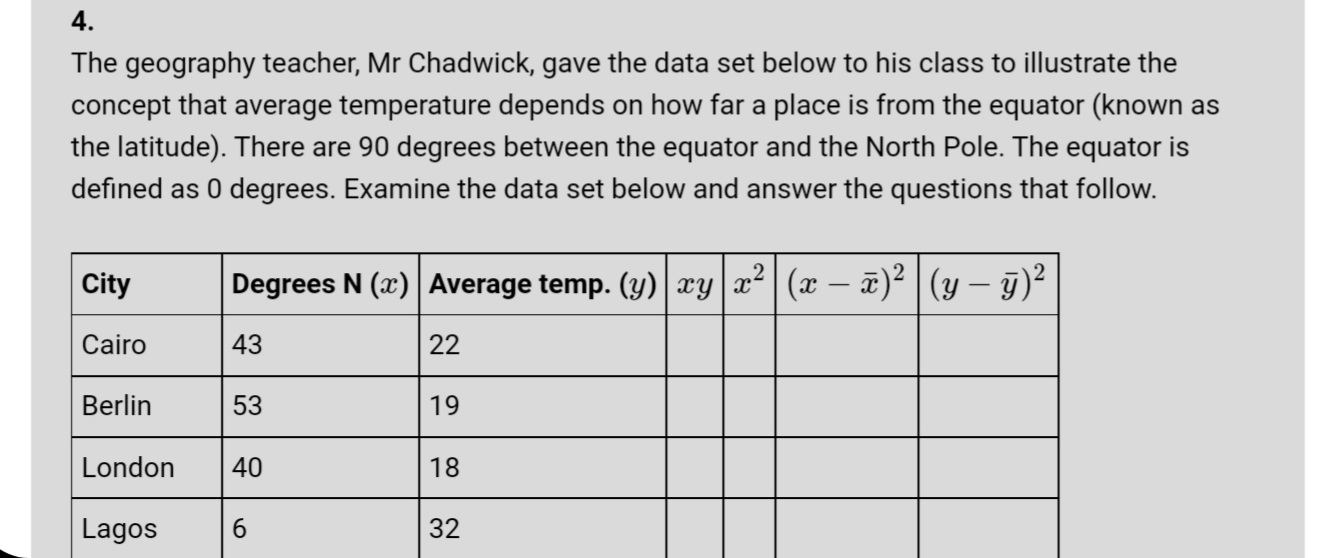 4.
The geography teacher, Mr Chadwick, gave the data set below to his class to illustrate the
concept that average temperature depends on how far a place is from the equator (known as
the latitude). There are 90 degrees between the equator and the North Pole. The equator is
defined as 0 degrees. Examine the data set below and answer the questions that follow.
City Degrees N (x) Average temp. (y) xy x² (x − x̄)² (y − ȳ)²
Cairo 43 22
Berlin 53 19
London 40 18
Lagos 6 32